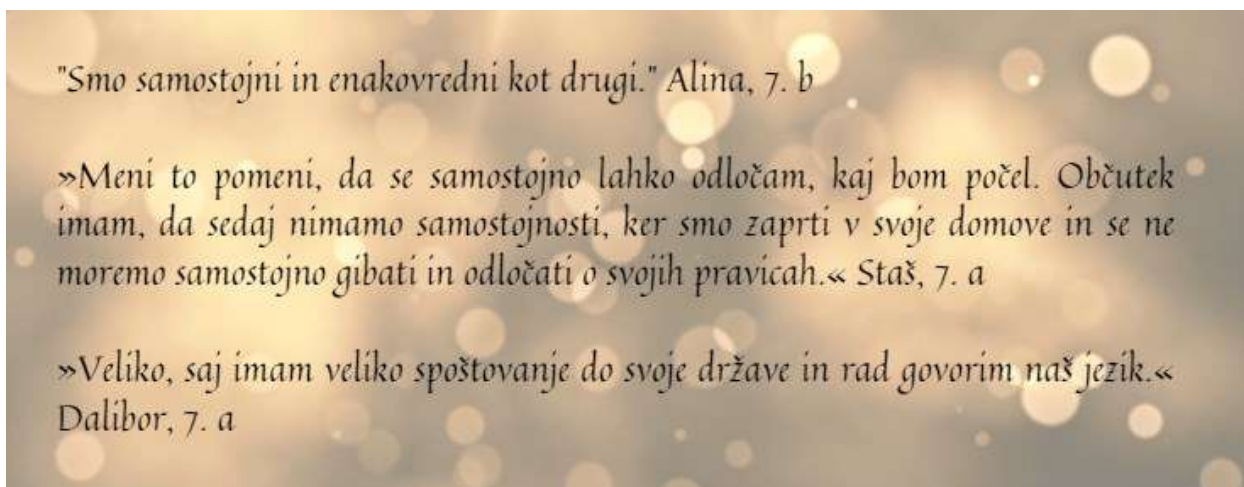 "Smo samostojni in enakovredni kot drugi." Alina, 7. b
»Meni to pomeni, da se samostojno lahko odločam, kaj bom počel. Občutek
imam, da sedaj nimamo samostojnosti, ker smo zaprti v svoje domove in se ne
moremo samostojno gibati in odločati o svojih pravicah.« Staš, 7. a
»Veliko, saj imam veliko spoštovanje do svoje države in rad govorim naš jezik.«
Dalibor, 7. a